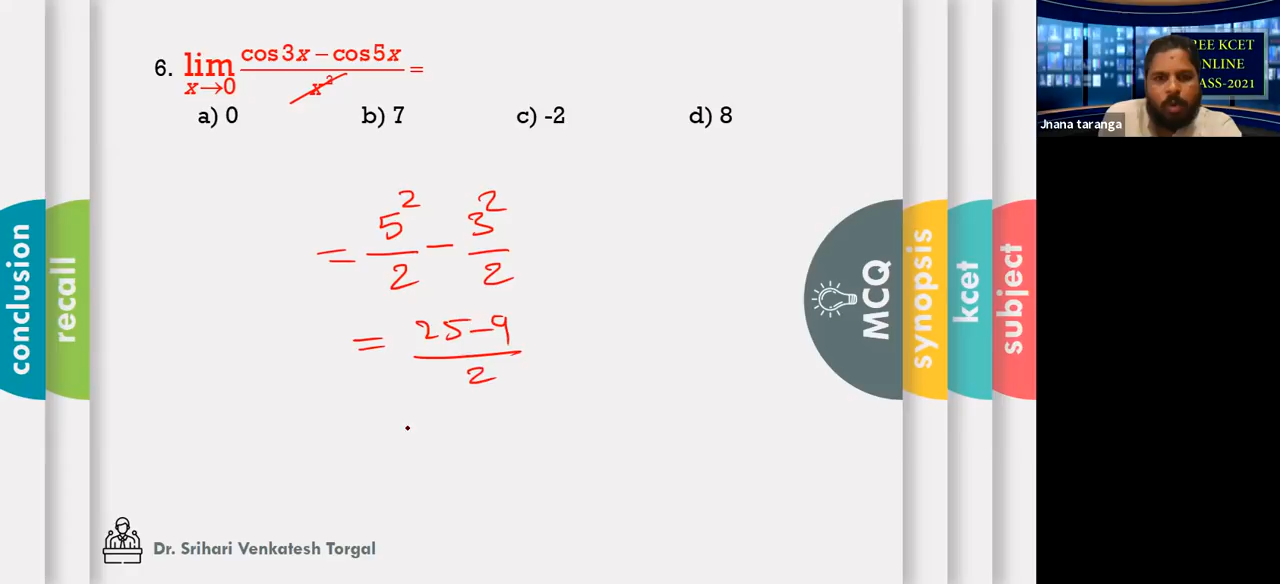 6. lim x→0 (cos3x − cos5x) / x² =
a) 0 b) 7 c) -2 d) 8
= 5²/2 − 3²/2
= (25−9)/2
conclusion
recall
MCQ
synopsis
kcet
subject
Dr. Srihari Venkatesh Torgal
REE KCET
NLINE
ASS-2021
Jnana taranga